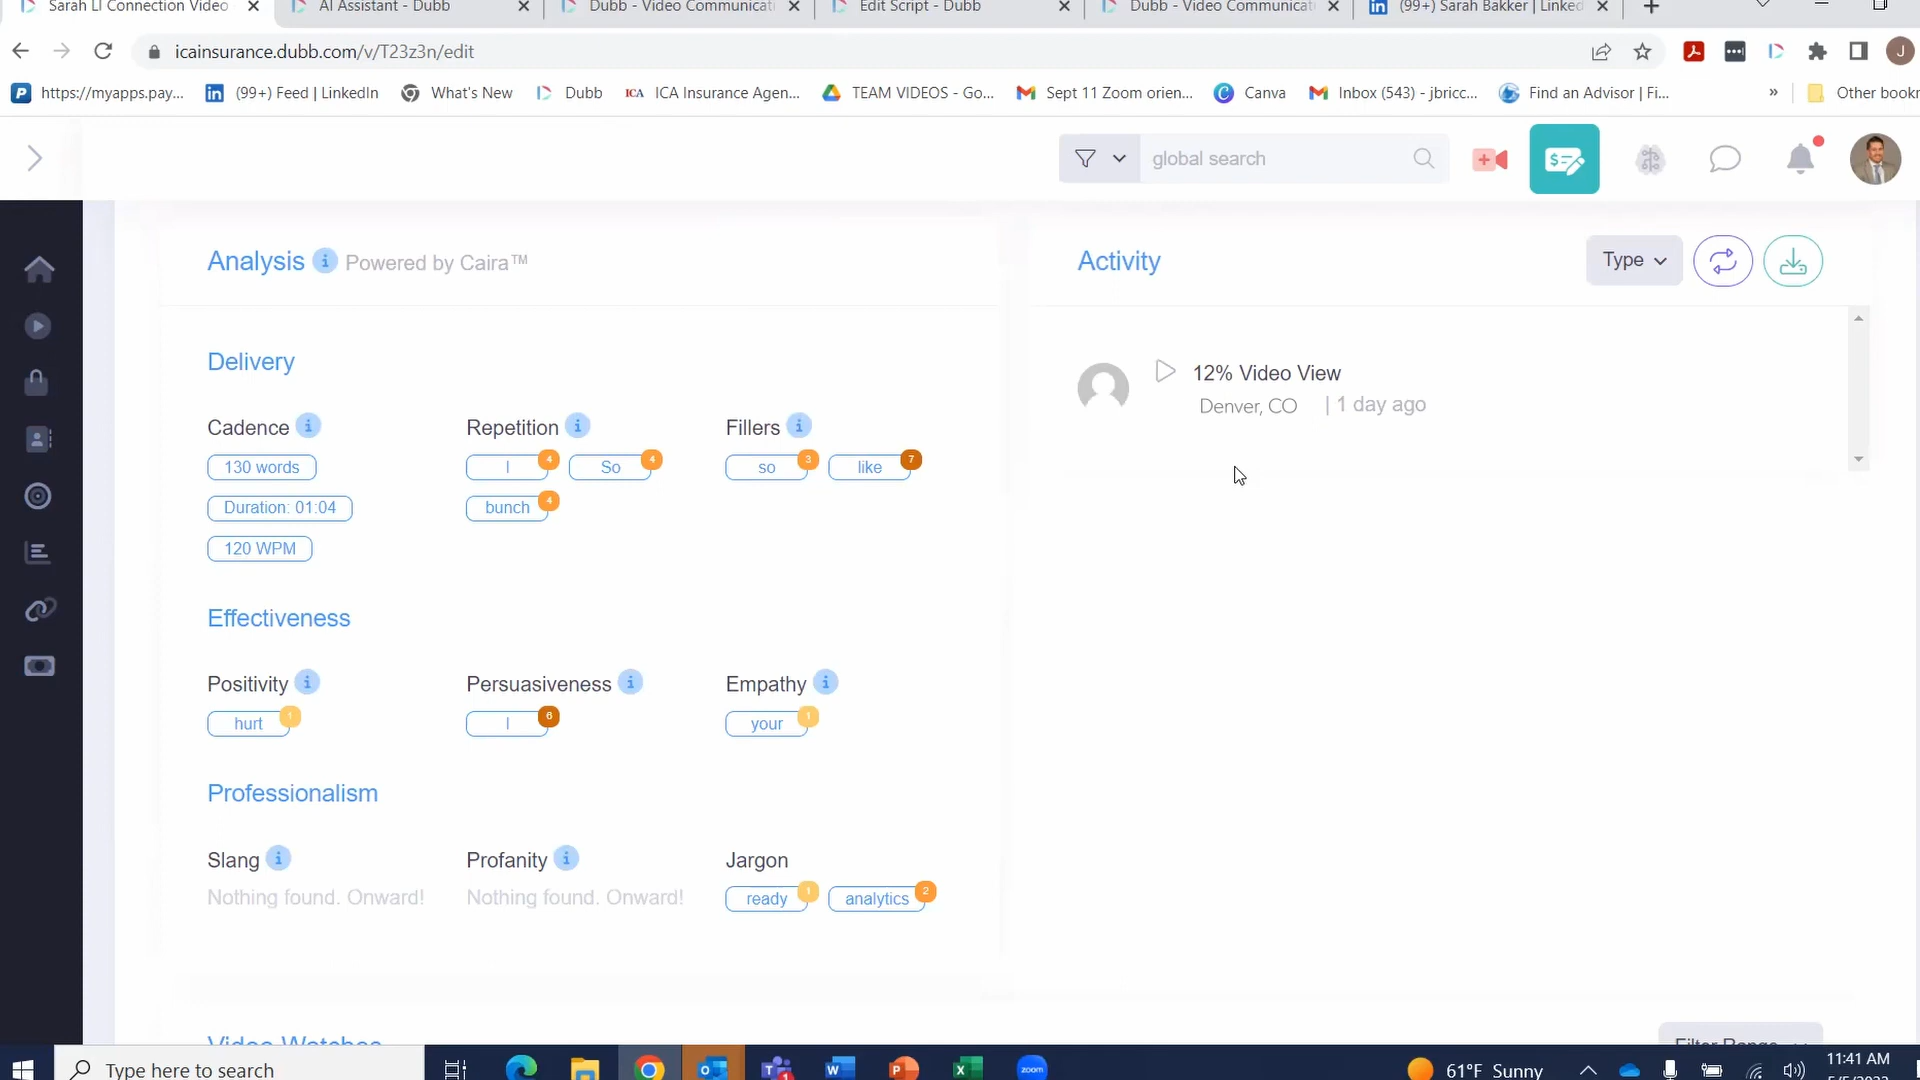 Sarah LI Connection Video
AI Assistant - Dubb
Dubb - Video Communicati
Edit Script - Dubb
Dubb - Video Communicat
(99+) Sarah Bakker | Linked
icainsurance.dubb.com/v/T23z3n/edit
J
https://myapps.pay...
(99+) Feed | LinkedIn
What's New
Dubb
ICA Insurance Agen...
TEAM VIDEOS - Go...
Sept 11 Zoom orien...
Canva
Inbox (543) - jbricc...
Find an Advisor | Fi...
»
Other bookr
global search
Analysis i Powered by Caira™
Activity
Type
Delivery
12% Video View
Denver, CO | 1 day ago
Cadence i
Repetition i
Fillers i
130 words
I 4
So 4
so 3
like 7
Duration: 01:04
bunch 4
120 WPM
Effectiveness
Positivity i
Persuasiveness i
Empathy i
hurt 1
I 6
your 1
Professionalism
Slang i
Profanity i
Jargon
Nothing found. Onward!
Nothing found. Onward!
ready 1
analytics 2
Video Watches
Filter Range
Type here to search
zoom
61°F Sunny
11:41 AM